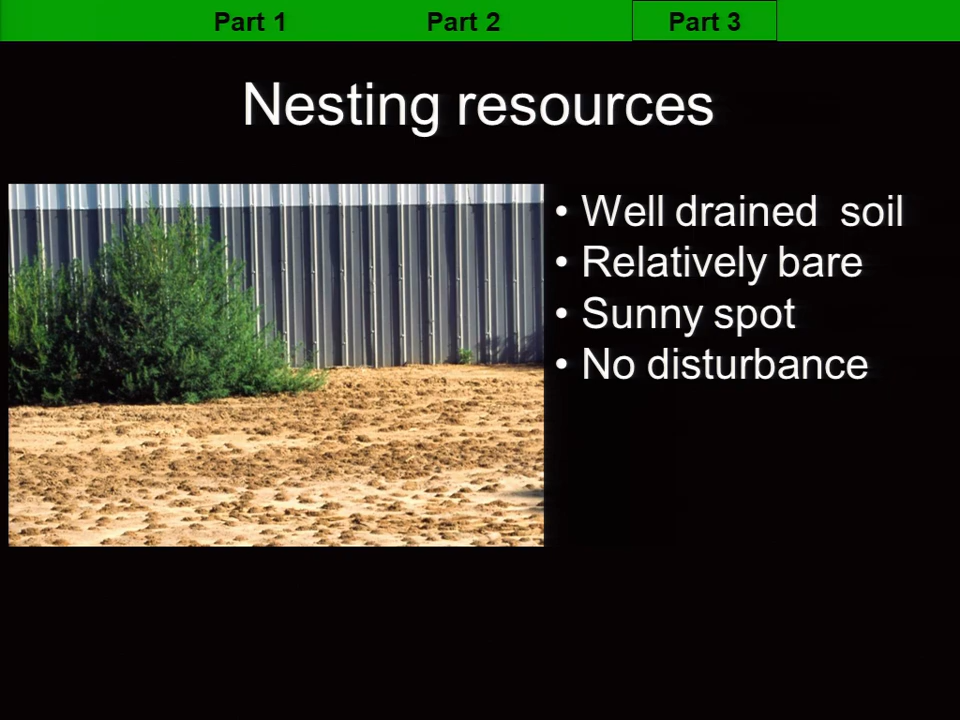 Part 1 Part 2 Part 3
Nesting resources
• Well drained soil
• Relatively bare
• Sunny spot
• No disturbance